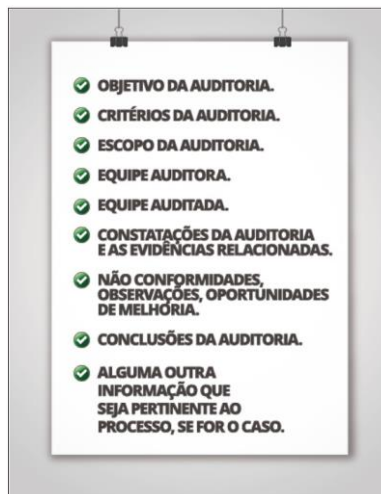 OBJETIVO DA AUDITORIA.
CRITÉRIOS DA AUDITORIA.
ESCOPO DA AUDITORIA.
EQUIPE AUDITORA.
EQUIPE AUDITADA.
CONSTATAÇÕES DA AUDITORIA
E AS EVIDÊNCIAS RELACIONADAS.
NÃO CONFORMIDADES,
OBSERVAÇÕES, OPORTUNIDADES
DE MELHORIA.
CONCLUSÕES DA AUDITORIA.
ALGUMA OUTRA
INFORMAÇÃO QUE
SEJA PERTINENTE AO
PROCESSO, SE FOR O CASO.